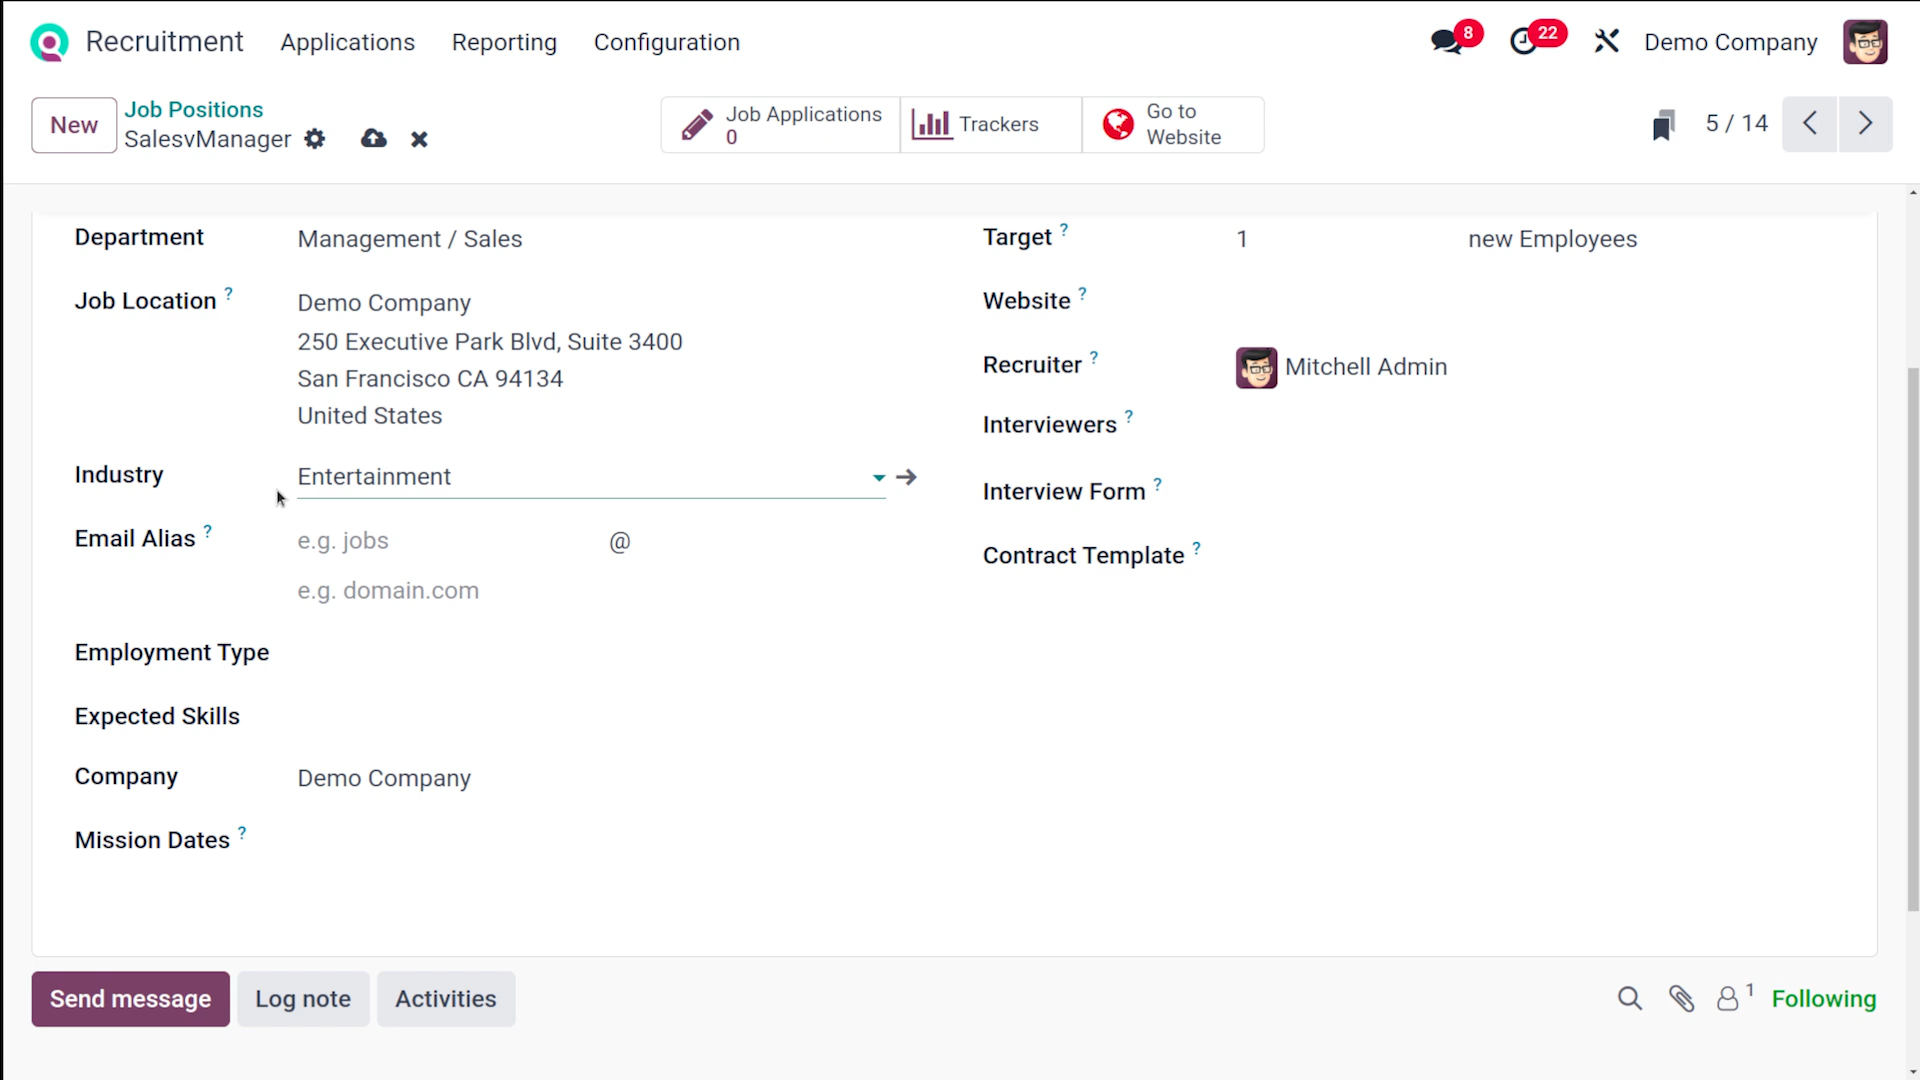 Recruitment
Applications
Reporting
Configuration
8
22
Demo Company
New
Job Positions
SalesvManager
Job Applications
0
Trackers
Go to
Website
5 / 14
Department
Management / Sales
Job Location ?
Demo Company
250 Executive Park Blvd, Suite 3400
San Francisco CA 94134
United States
Industry
Entertainment
Email Alias ?
e.g. jobs
@
e.g. domain.com
Employment Type
Expected Skills
Company
Demo Company
Mission Dates ?
Target ?
1
new Employees
Website ?
Recruiter ?
Mitchell Admin
Interviewers ?
Interview Form ?
Contract Template ?
Send message
Log note
Activities
1
Following